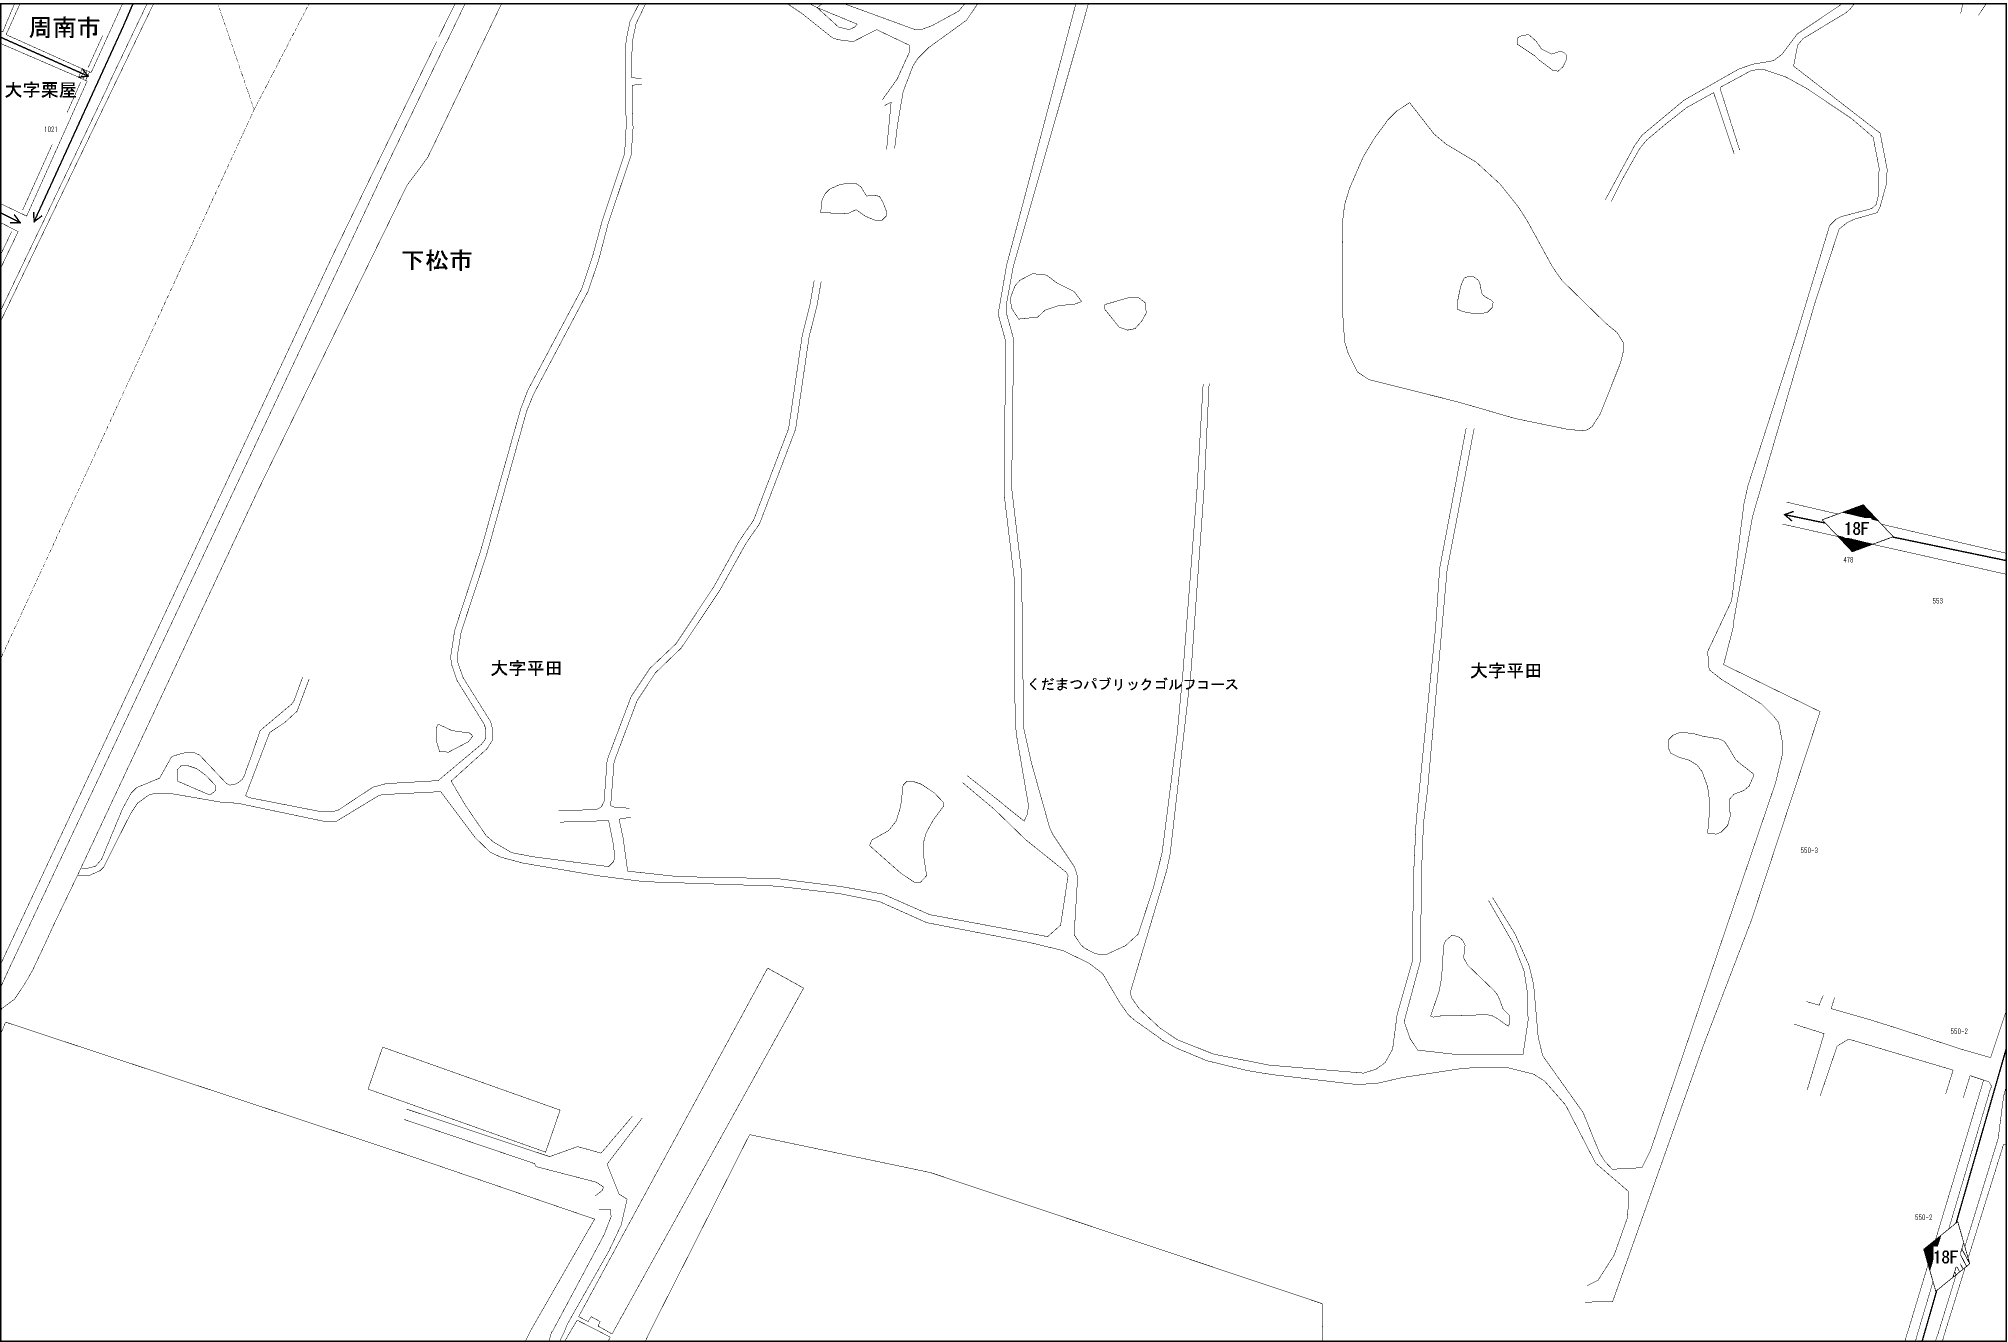 周南市
大字栗屋
1021
下松市
18F
478
553
大字平田
くだまつパブリックゴルフコース
大字平田
550-3
550-2
550-2
18F